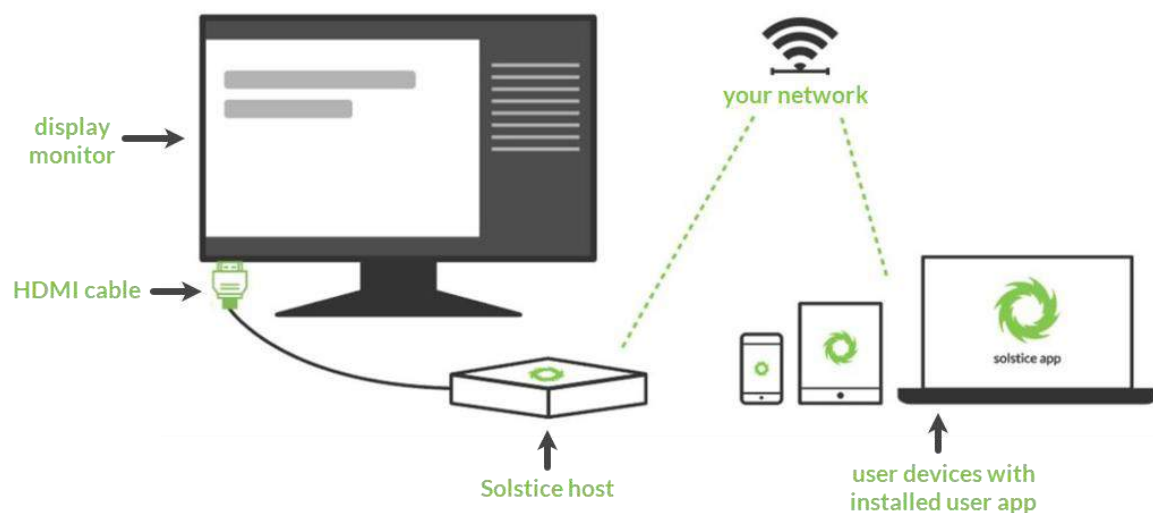 your network
display
monitor
HDMI cable
solstice app
Solstice host
user devices with
installed user app